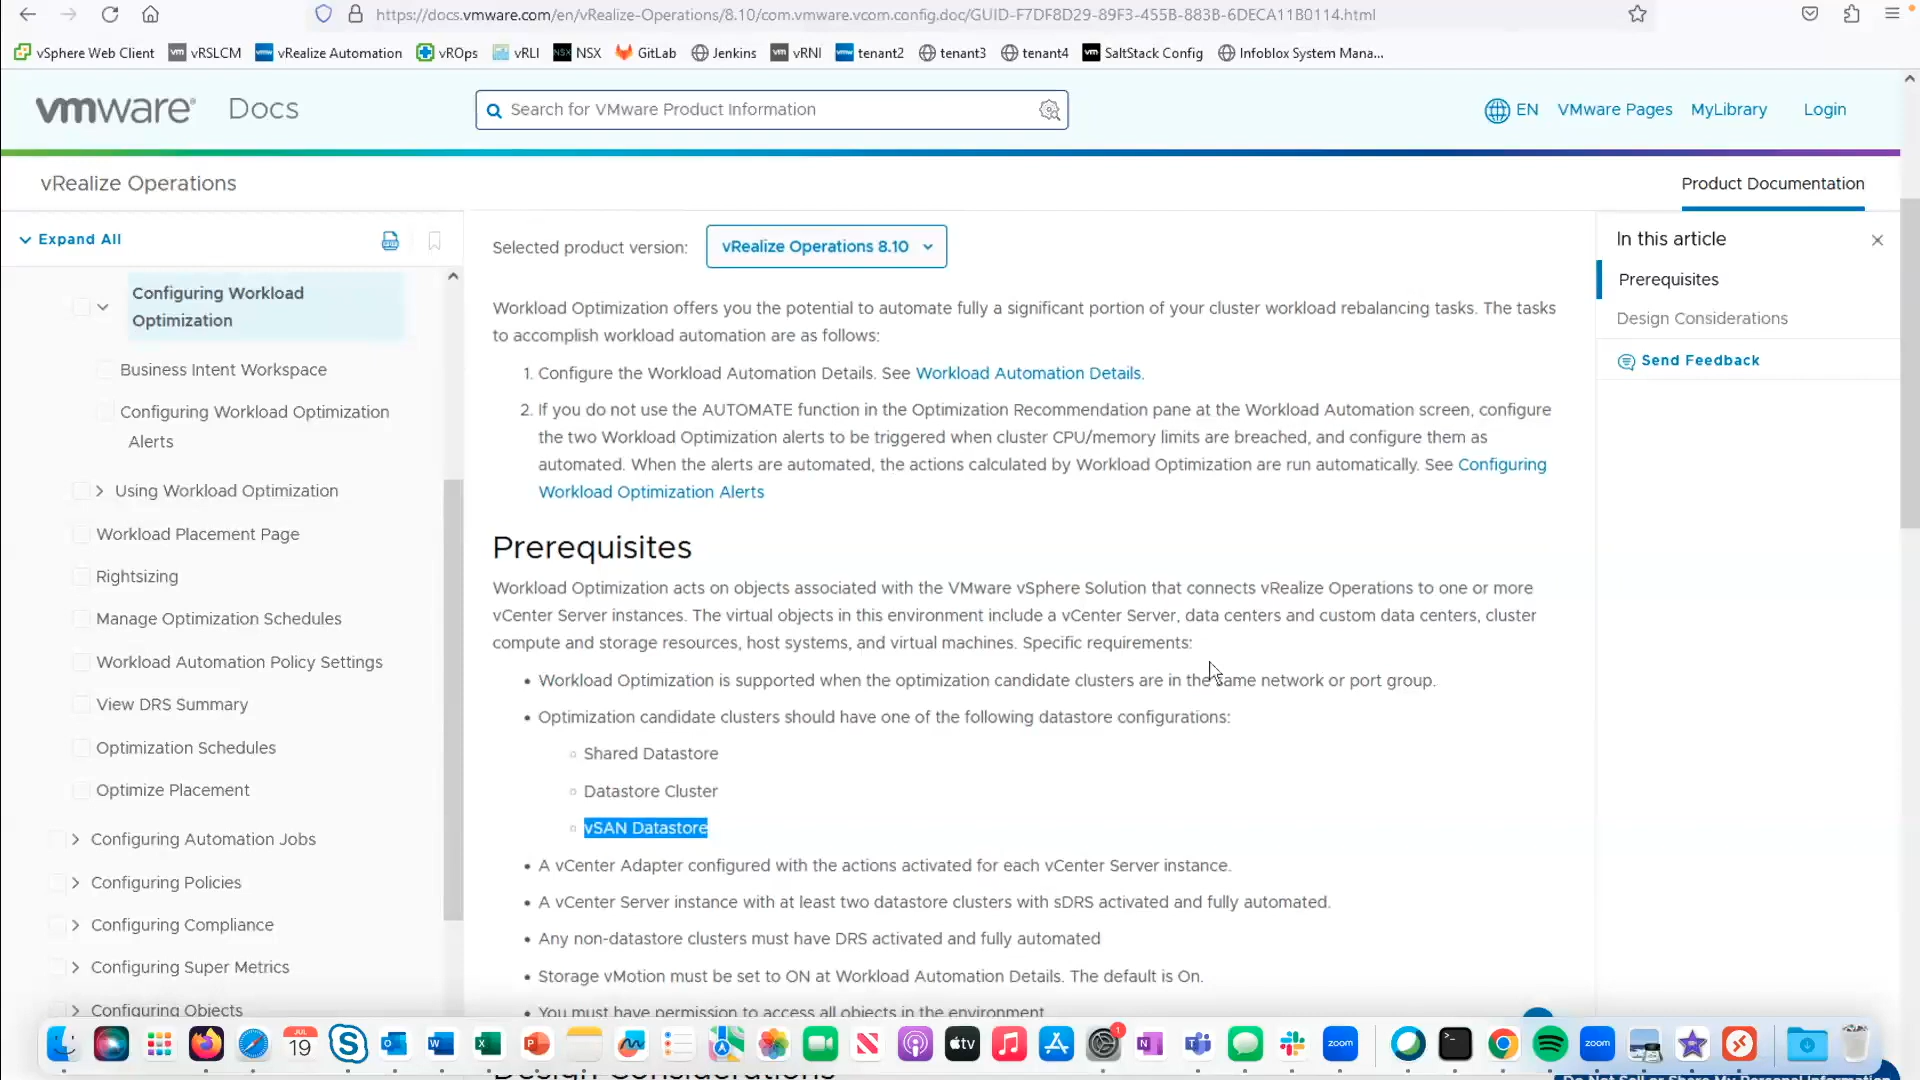 https://docs.vmware.com/en/vRealize-Operations/8.10/com.vmware.vcom.config.doc/GUID-F7DF8D29-89F3-455B-883B-6DECA11B0114.html
vSphere Web Client vRSLCM vRealize Automation vROps vRLI NSX GitLab Jenkins vRNI tenant2 tenant3 tenant4 SaltStack Config Infoblox System Mana...
vmware Docs
Search for VMware Product Information
EN VMware Pages MyLibrary Login
vRealize Operations
Product Documentation
Expand All
Configuring Workload
Optimization
Business Intent Workspace
Configuring Workload Optimization
Alerts
Using Workload Optimization
Workload Placement Page
Rightsizing
Manage Optimization Schedules
Workload Automation Policy Settings
View DRS Summary
Optimization Schedules
Optimize Placement
Configuring Automation Jobs
Configuring Policies
Configuring Compliance
Configuring Super Metrics
Configuring Objects
Selected product version: vRealize Operations 8.10
Workload Optimization offers you the potential to automate fully a significant portion of your cluster workload rebalancing tasks. The tasks
to accomplish workload automation are as follows:
1. Configure the Workload Automation Details. See Workload Automation Details.
2. If you do not use the AUTOMATE function in the Optimization Recommendation pane at the Workload Automation screen, configure
the two Workload Optimization alerts to be triggered when cluster CPU/memory limits are breached, and configure them as
automated. When the alerts are automated, the actions calculated by Workload Optimization are run automatically. See Configuring
Workload Optimization Alerts
Prerequisites
Workload Optimization acts on objects associated with the VMware vSphere Solution that connects vRealize Operations to one or more
vCenter Server instances. The virtual objects in this environment include a vCenter Server, data centers and custom data centers, cluster
compute and storage resources, host systems, and virtual machines. Specific requirements:
• Workload Optimization is supported when the optimization candidate clusters are in the same network or port group.
• Optimization candidate clusters should have one of the following datastore configurations:
◦ Shared Datastore
◦ Datastore Cluster
◦ vSAN Datastore
• A vCenter Adapter configured with the actions activated for each vCenter Server instance.
• A vCenter Server instance with at least two datastore clusters with sDRS activated and fully automated.
• Any non-datastore clusters must have DRS activated and fully automated
• Storage vMotion must be set to ON at Workload Automation Details. The default is On.
• You must have permission to access all objects in the environment
Design Considerations
In this article
Prerequisites
Design Considerations
Send Feedback
JUL
19
tv
1
zoom
zoom
Do Not Sell or Share My Personal Information